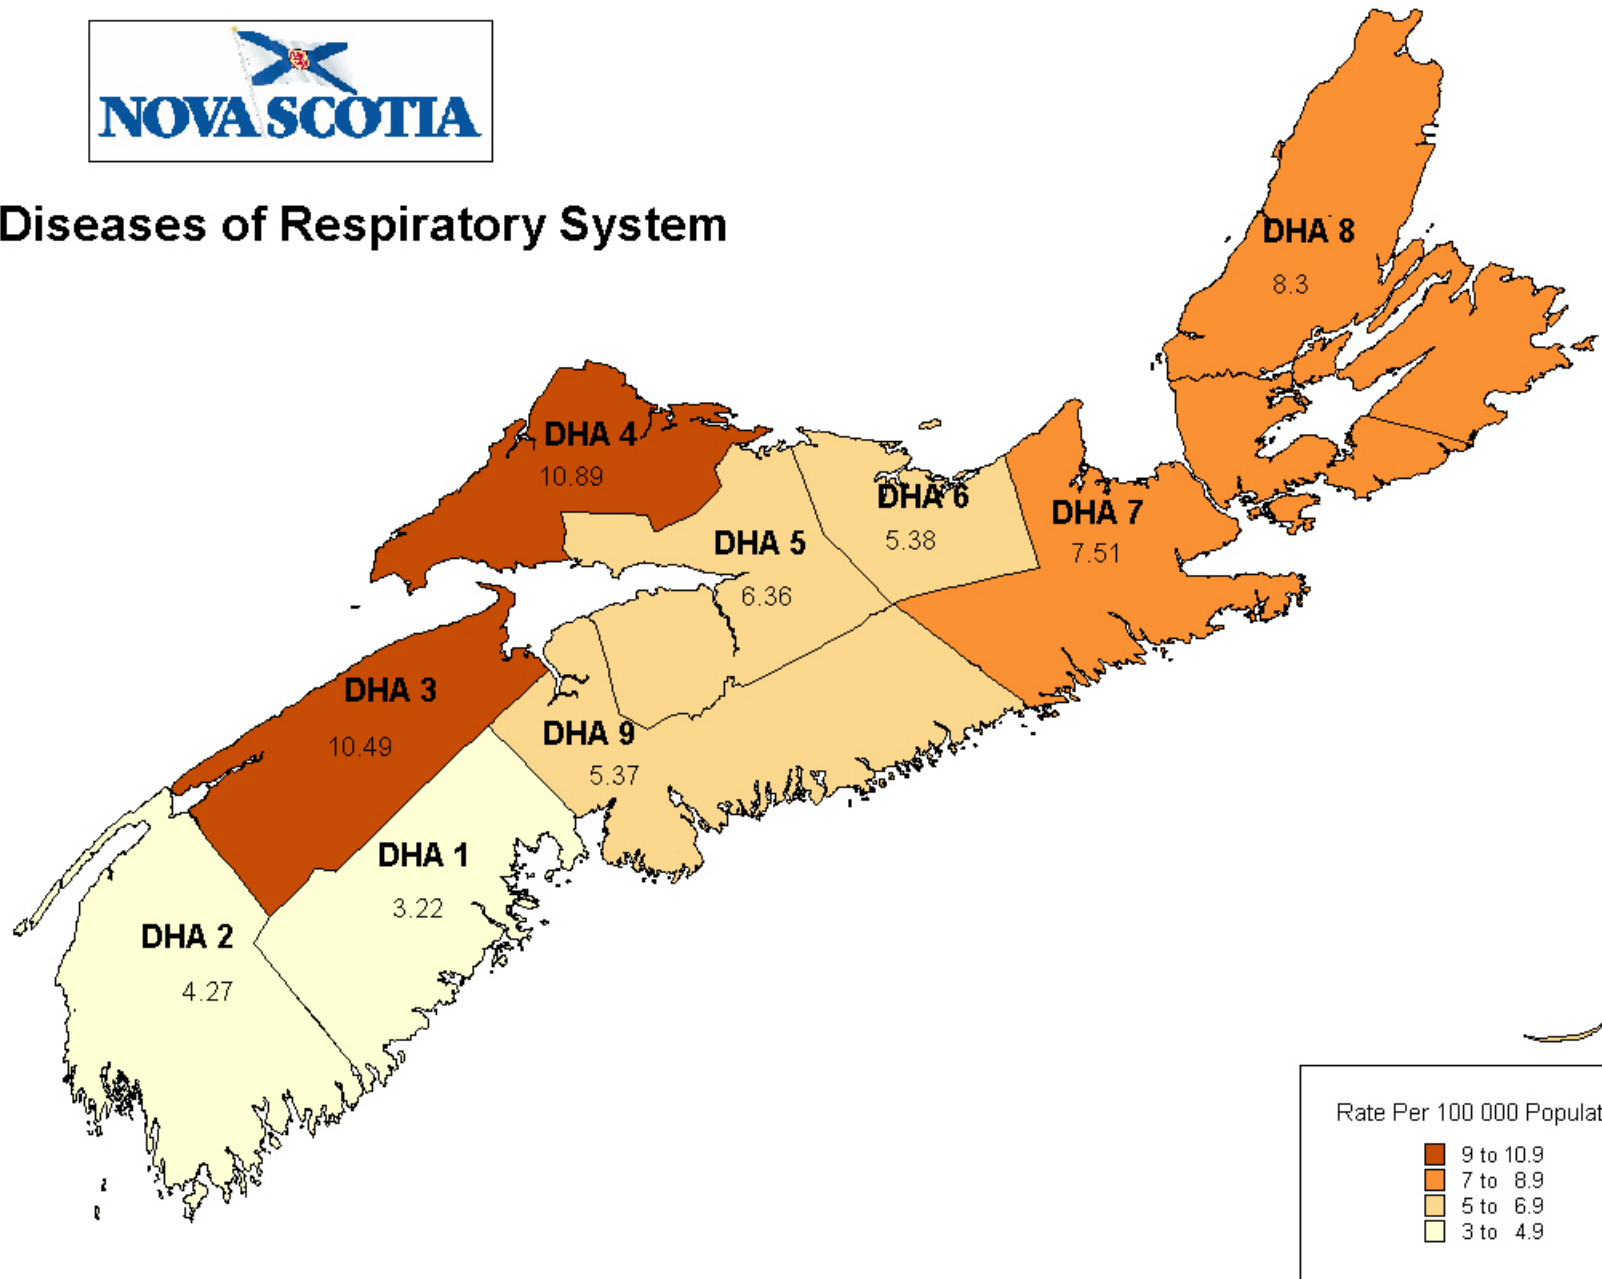 NOVA SCOTIA
Diseases of Respiratory System
DHA 8
8.3
DHA 4
10.89
DHA 6
5.38
DHA 7
7.51
DHA 5
6.36
DHA 3
10.49
DHA 9
5.37
DHA 1
3.22
DHA 2
4.27
Rate Per 100 000 Populat
9 to 10.9
7 to 8.9
5 to 6.9
3 to 4.9